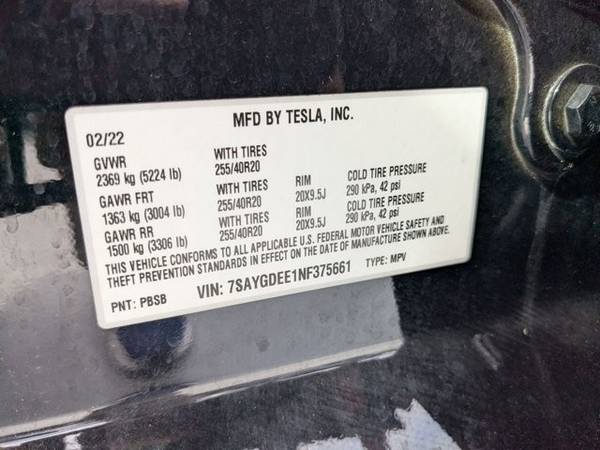 MFD BY TESLA, INC.
02/22
GVWR WITH TIRES
2369 kg (5224 lb) 255/40R20
GAWR FRT WITH TIRES RIM COLD TIRE PRESSURE
1363 kg (3004 lb) 255/40R20 20X9.5J 290 kPa, 42 psi
GAWR RR WITH TIRES RIM COLD TIRE PRESSURE
1500 kg (3306 lb) 255/40R20 20X9.5J 290 kPa, 42 psi
THIS VEHICLE CONFORMS TO ALL APPLICABLE U.S. FEDERAL MOTOR VEHICLE SAFETY AND
THEFT PREVENTION STANDARDS IN EFFECT ON THE DATE OF MANUFACTURE SHOWN ABOVE.
PNT: PBSB VIN: 7SAYGDEE1NF375661 TYPE: MPV